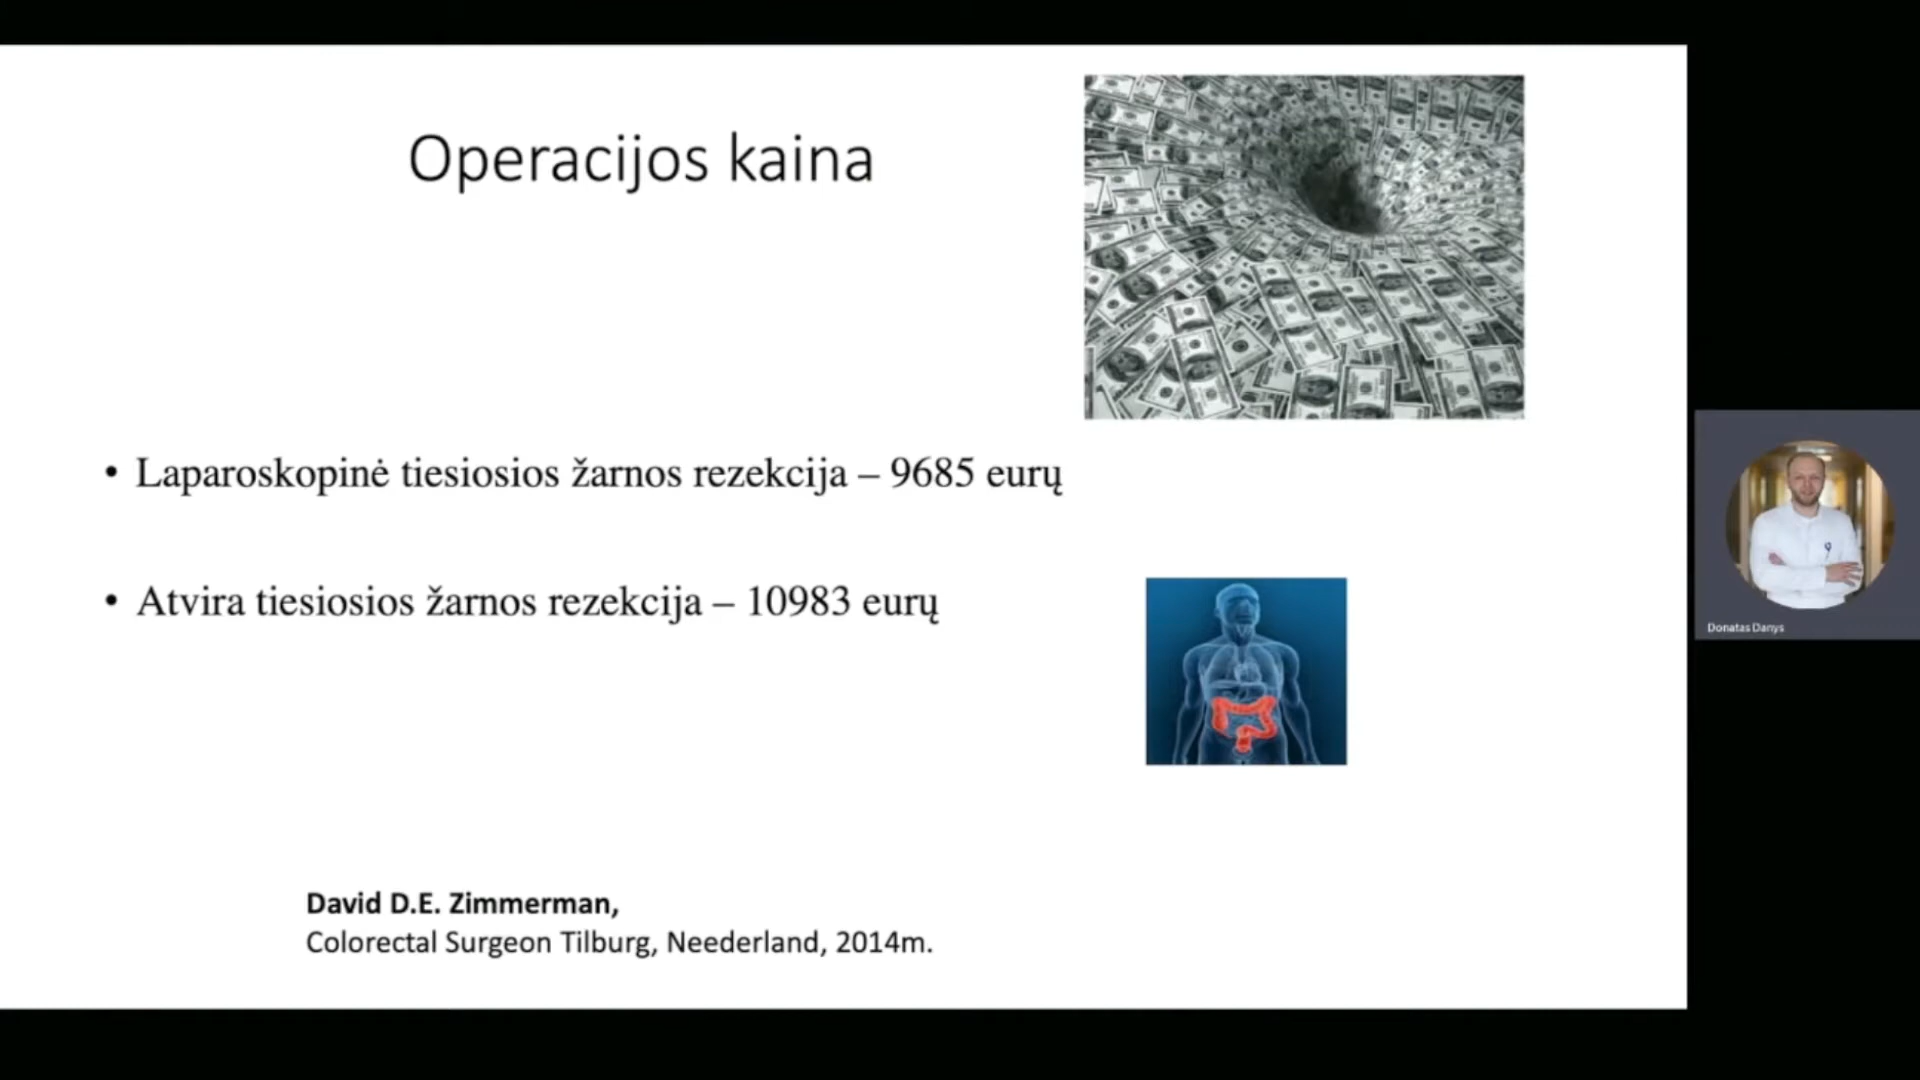 Operacijos kaina
• Laparoskopinė tiesiosios žarnos rezekcija – 9685 eurų
• Atvira tiesiosios žarnos rezekcija – 10983 eurų
Donatas Danys
David D.E. Zimmerman,
Colorectal Surgeon Tilburg, Neederland, 2014m.